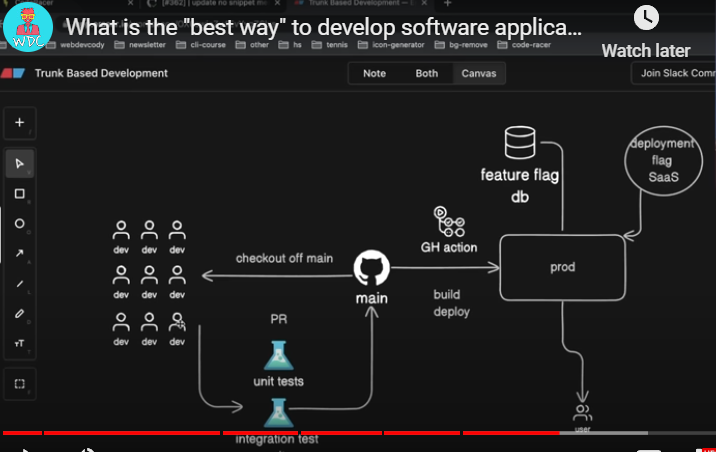 [#362] | update no snippet m
Trunk Based Development —
What is the "best way" to develop software applica...
WDC
Watch later
webdevcody
newsletter
cli-course
other
hs
tennis
icon-generator
bg-remove
code-racer
Trunk Based Development
Note
Both
Canvas
Join Slack Comm
feature flag
db
deployment
flag
SaaS
GH action
dev dev dev
checkout off main
prod
dev dev dev
main
build
deploy
PR
dev dev dev
unit tests
user
integration test